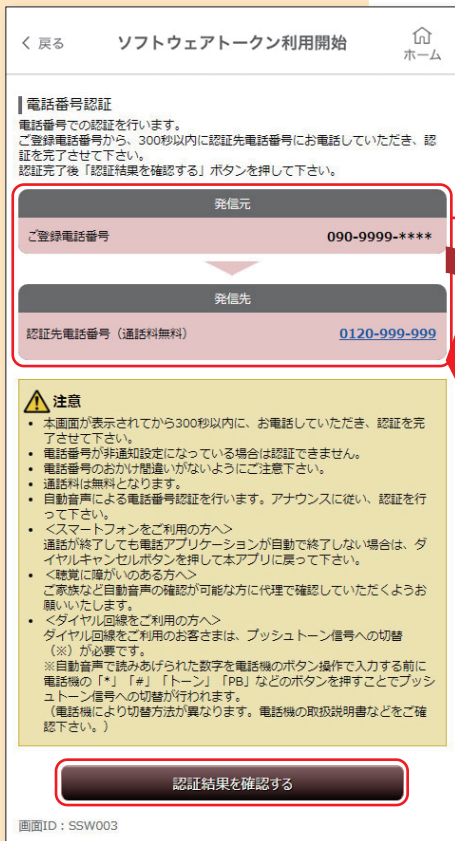 く 戻る ソフトウェアトークン利用開始 ホーム
電話番号認証
電話番号での認証を行います。
ご登録電話番号から、300秒以内に認証先電話番号にお電話していただき、認
証を完了させて下さい。
認証完了後「認証結果を確認する」ボタンを押して下さい。
発信元
ご登録電話番号 090-9999-****
発信先
認証先電話番号（通話料無料） 0120-999-999
注意
• 本画面が表示されてから300秒以内に、お電話していただき、認証を完
了させて下さい。
• 電話番号が非通知設定になっている場合は認証できません。
• 電話番号のおかけ間違いがないようにご注意下さい。
• 通話料は無料となります。
• 自動音声による電話番号認証を行います。アナウンスに従い、認証を行
って下さい。
• <スマートフォンをご利用の方へ>
通話が終了しても電話アプリケーションが自動で終了しない場合は、ダ
イヤルキャンセルボタンを押して本アプリに戻って下さい。
• <聴覚に障がいのある方へ>
ご家族など自動音声の確認が可能な方に代理で確認していただくようお
願いいたします。
• <ダイヤル回線をご利用の方へ>
ダイヤル回線をご利用のお客さまは、プッシュトーン信号への切替
（※）が必要です。
※自動音声で読みあげられた数字を電話機のボタン操作で入力する前に
電話機の「*」「#」「トーン」「PB」などのボタンを押すことでプッシ
ュトーン信号への切替が行われます。
（電話機により切替方法が異なります。電話機の取扱説明書などをご確
認下さい。）
認証結果を確認する
画面ID：SSW003